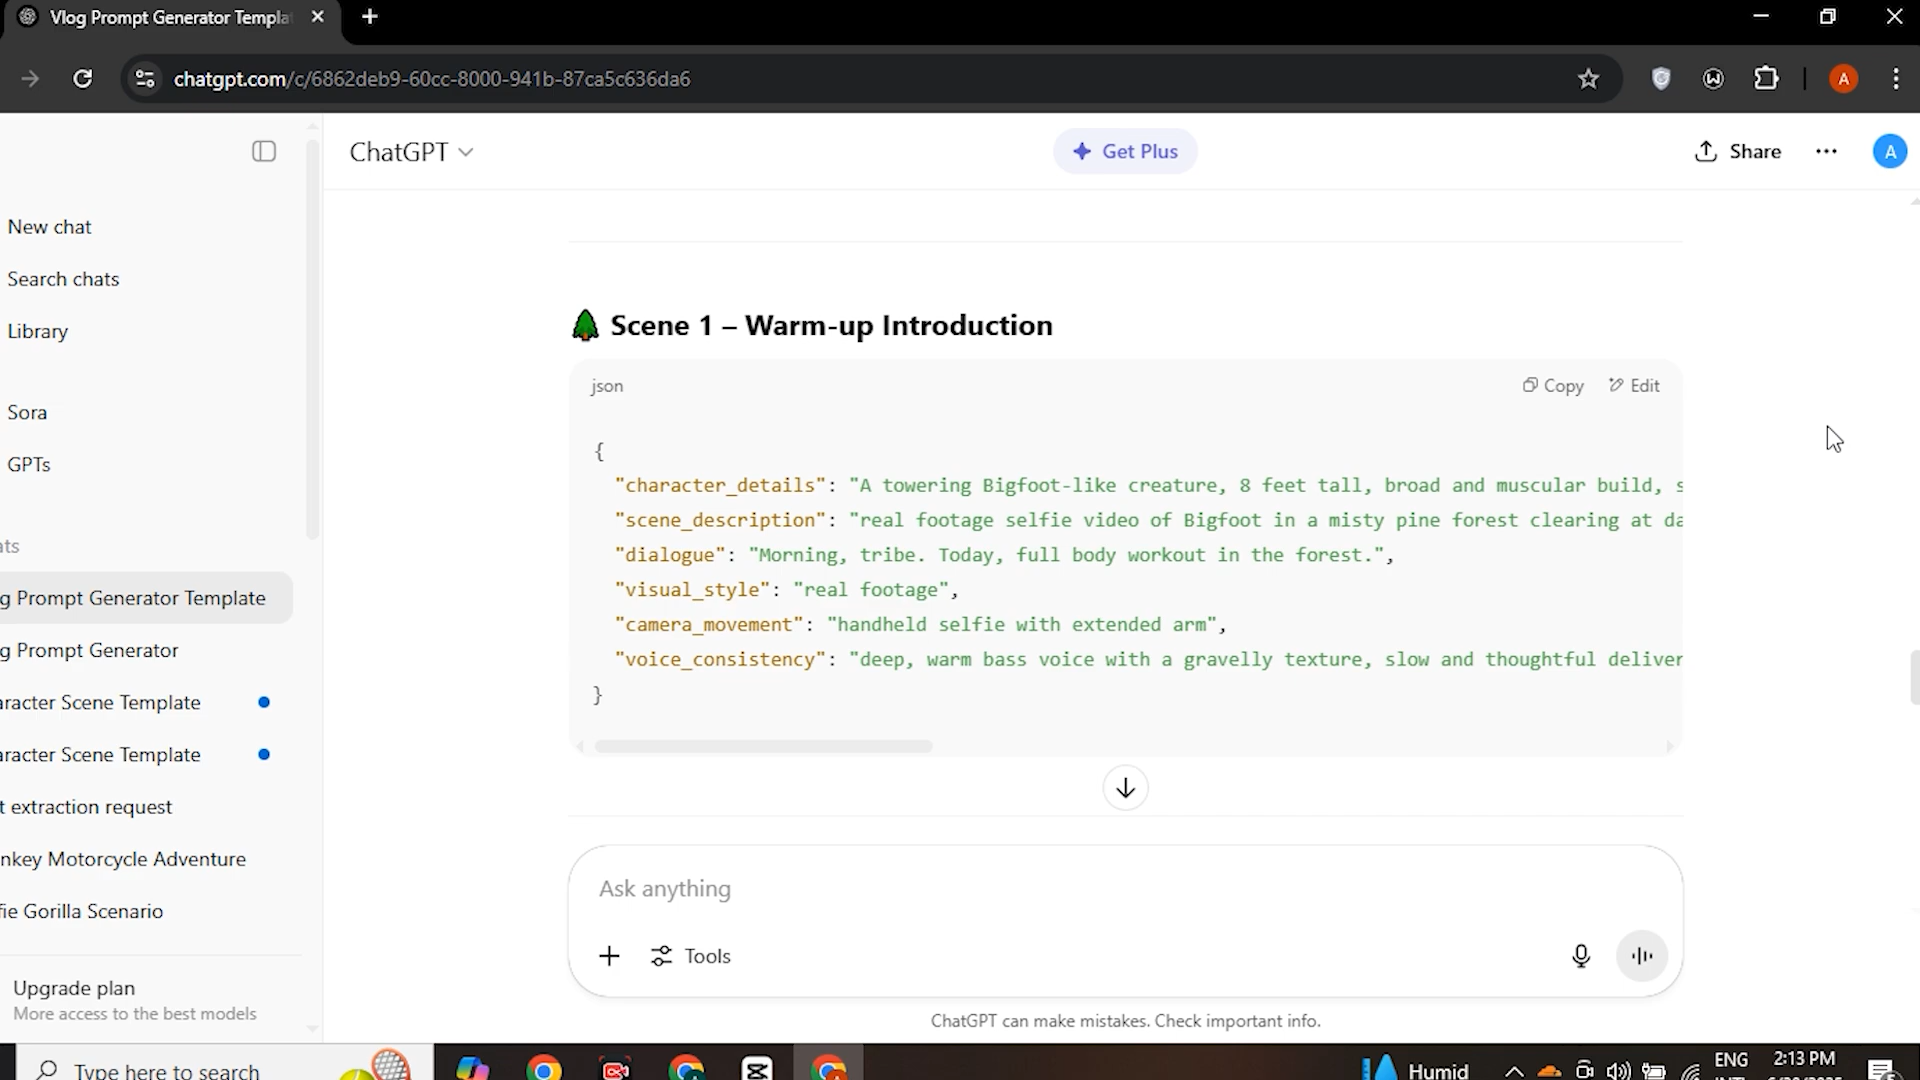 Vlog Prompt Generator Templa
chatgpt.com/c/6862deb9-60cc-8000-941b-87ca5c636da6
A
ChatGPT
Get Plus
Share
A
New chat
Search chats
Library
Sora
GPTs
ats
g Prompt Generator Template
g Prompt Generator
aracter Scene Template
aracter Scene Template
t extraction request
nkey Motorcycle Adventure
fie Gorilla Scenario
Upgrade plan
More access to the best models
Scene 1 – Warm-up Introduction
json
Copy
Edit
{
"character_details": "A towering Bigfoot-like creature, 8 feet tall, broad and muscular build, s
"scene_description": "real footage selfie video of Bigfoot in a misty pine forest clearing at da
"dialogue": "Morning, tribe. Today, full body workout in the forest.",
"visual_style": "real footage",
"camera_movement": "handheld selfie with extended arm",
"voice_consistency": "deep, warm bass voice with a gravelly texture, slow and thoughtful deliver
}
Ask anything
Tools
ChatGPT can make mistakes. Check important info.
Type here to search
Humid
ENG
2:13 PM